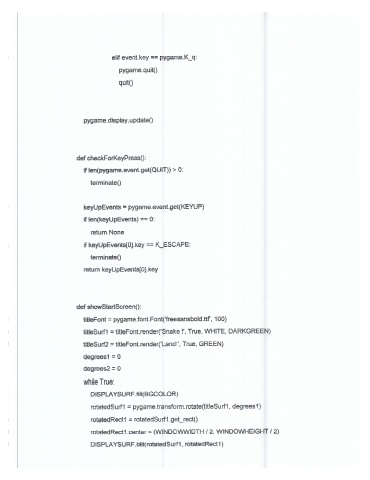 elif event.key == pygame.K_q:
pygame.quit()
quit()
pygame.display.update()
def checkForKeyPress():
if len(pygame.event.get(QUIT)) > 0:
terminate()
keyUpEvents = pygame.event.get(KEYUP)
if len(keyUpEvents) == 0:
return None
if keyUpEvents[0].key == K_ESCAPE:
terminate()
return keyUpEvents[0].key
def showStartScreen():
titleFont = pygame.font.Font('freesansbold.ttf', 100)
titleSurf1 = titleFont.render('Snake !', True, WHITE, DARKGREEN)
titleSurf2 = titleFont.render('Land!', True, GREEN)
degrees1 = 0
degrees2 = 0
while True:
DISPLAYSURF.fill(BGCOLOR)
rotatedSurf1 = pygame.transform.rotate(titleSurf1, degrees1)
rotatedRect1 = rotatedSurf1.get_rect()
rotatedRect1.center = (WINDOWWIDTH / 2, WINDOWHEIGHT / 2)
DISPLAYSURF.blit(rotatedSurf1, rotatedRect1)